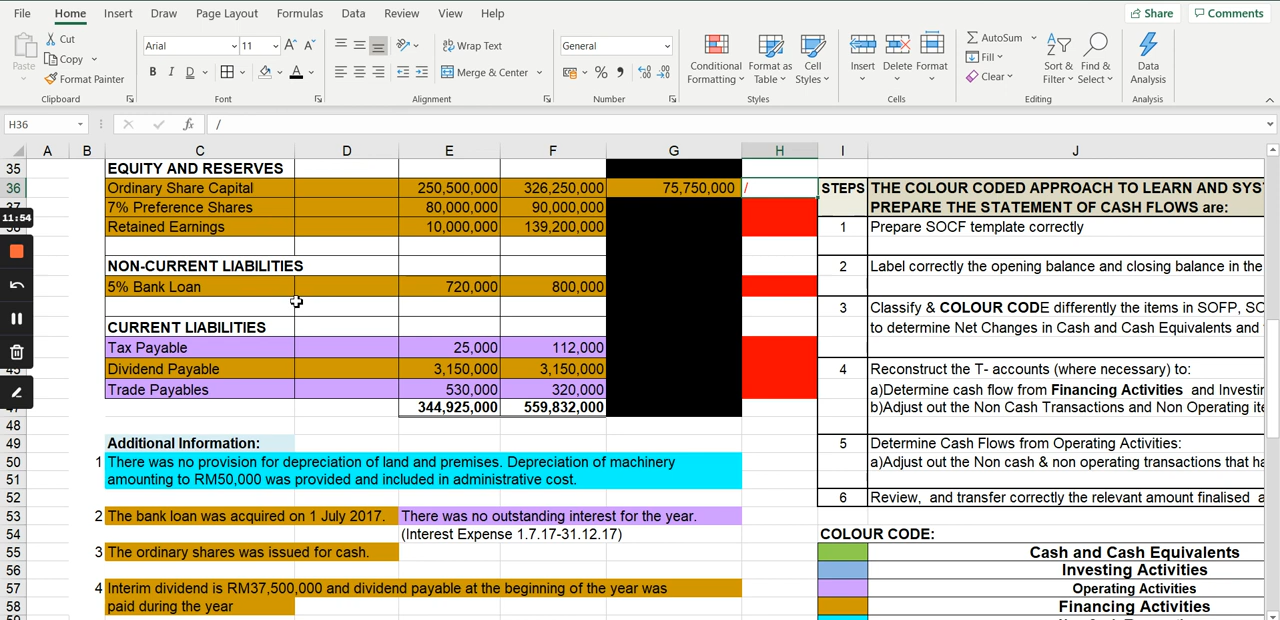 File Home Insert Draw Page Layout Formulas Data Review View Help Share Comments
Paste Cut Copy Format Painter Clipboard
Arial 11 A A B I D A Font
Wrap Text Merge & Center Alignment
General % Number
Conditional Formatting Format as Table Cell Styles Styles
Insert Delete Format Cells
AutoSum Fill Clear Sort & Filter Find & Select Editing
Data Analysis Analysis
H36 fx /
A B C D E F G H I J
35 EQUITY AND RESERVES
36 Ordinary Share Capital 250,500,000 326,250,000 75,750,000 / STEPS THE COLOUR CODED APPROACH TO LEARN AND SYS
7% Preference Shares 80,000,000 90,000,000 PREPARE THE STATEMENT OF CASH FLOWS are:
11:54
Retained Earnings 10,000,000 139,200,000 1 Prepare SOCF template correctly
NON-CURRENT LIABILITIES 2 Label correctly the opening balance and closing balance in the
5% Bank Loan 720,000 800,000
3 Classify & COLOUR CODE differently the items in SOFP, SO
CURRENT LIABILITIES to determine Net Changes in Cash and Cash Equivalents and
Tax Payable 25,000 112,000
Dividend Payable 3,150,000 3,150,000 4 Reconstruct the T- accounts (where necessary) to:
Trade Payables 530,000 320,000 a)Determine cash flow from Financing Activities and Investi
344,925,000 559,832,000 b)Adjust out the Non Cash Transactions and Non Operating ite
48
49 Additional Information: 5 Determine Cash Flows from Operating Activities:
50 1 There was no provision for depreciation of land and premises. Depreciation of machinery a)Adjust out the Non cash & non operating transactions that ha
51 amounting to RM50,000 was provided and included in administrative cost.
52 6 Review, and transfer correctly the relevant amount finalised a
53 2 The bank loan was acquired on 1 July 2017. There was no outstanding interest for the year.
54 (Interest Expense 1.7.17-31.12.17) COLOUR CODE:
55 3 The ordinary shares was issued for cash. Cash and Cash Equivalents
56 Investing Activities
57 4 Interim dividend is RM37,500,000 and dividend payable at the beginning of the year was Operating Activities
58 paid during the year Financing Activities